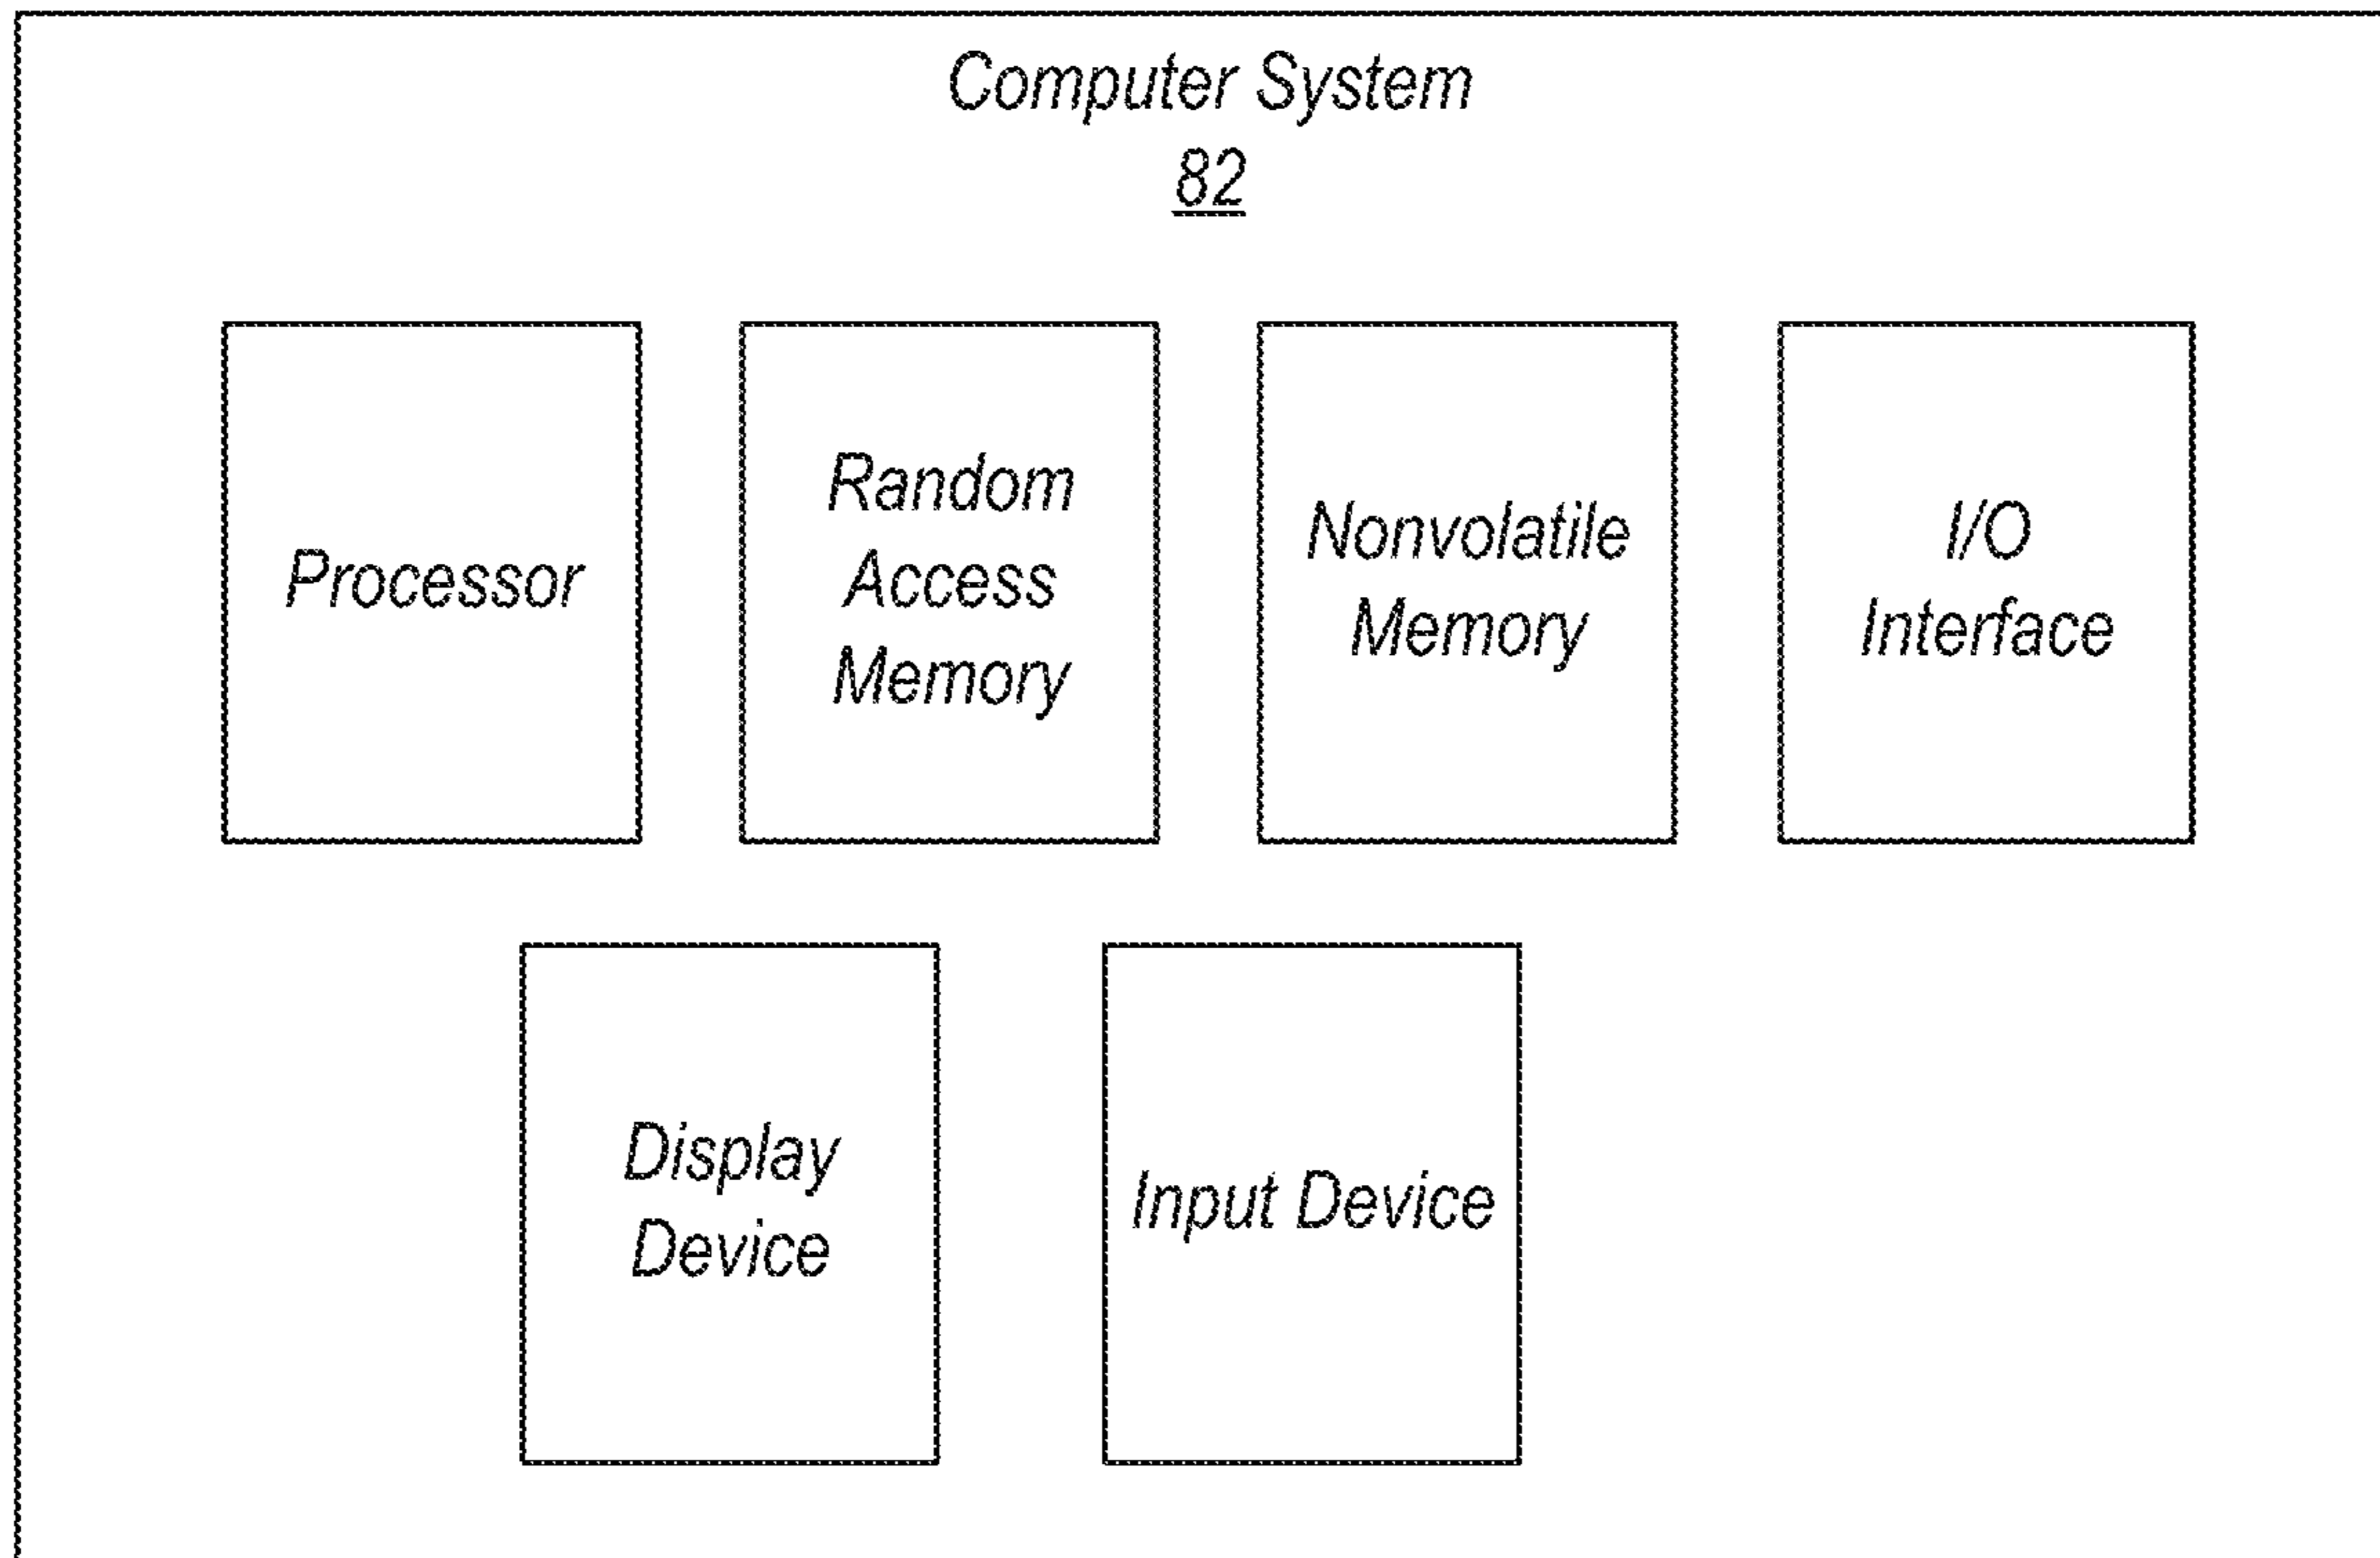 Computer System
82
Processor
Random
Access
Memory
Nonvolatile
Memory
I/O
Interface
Display
Device
Input Device